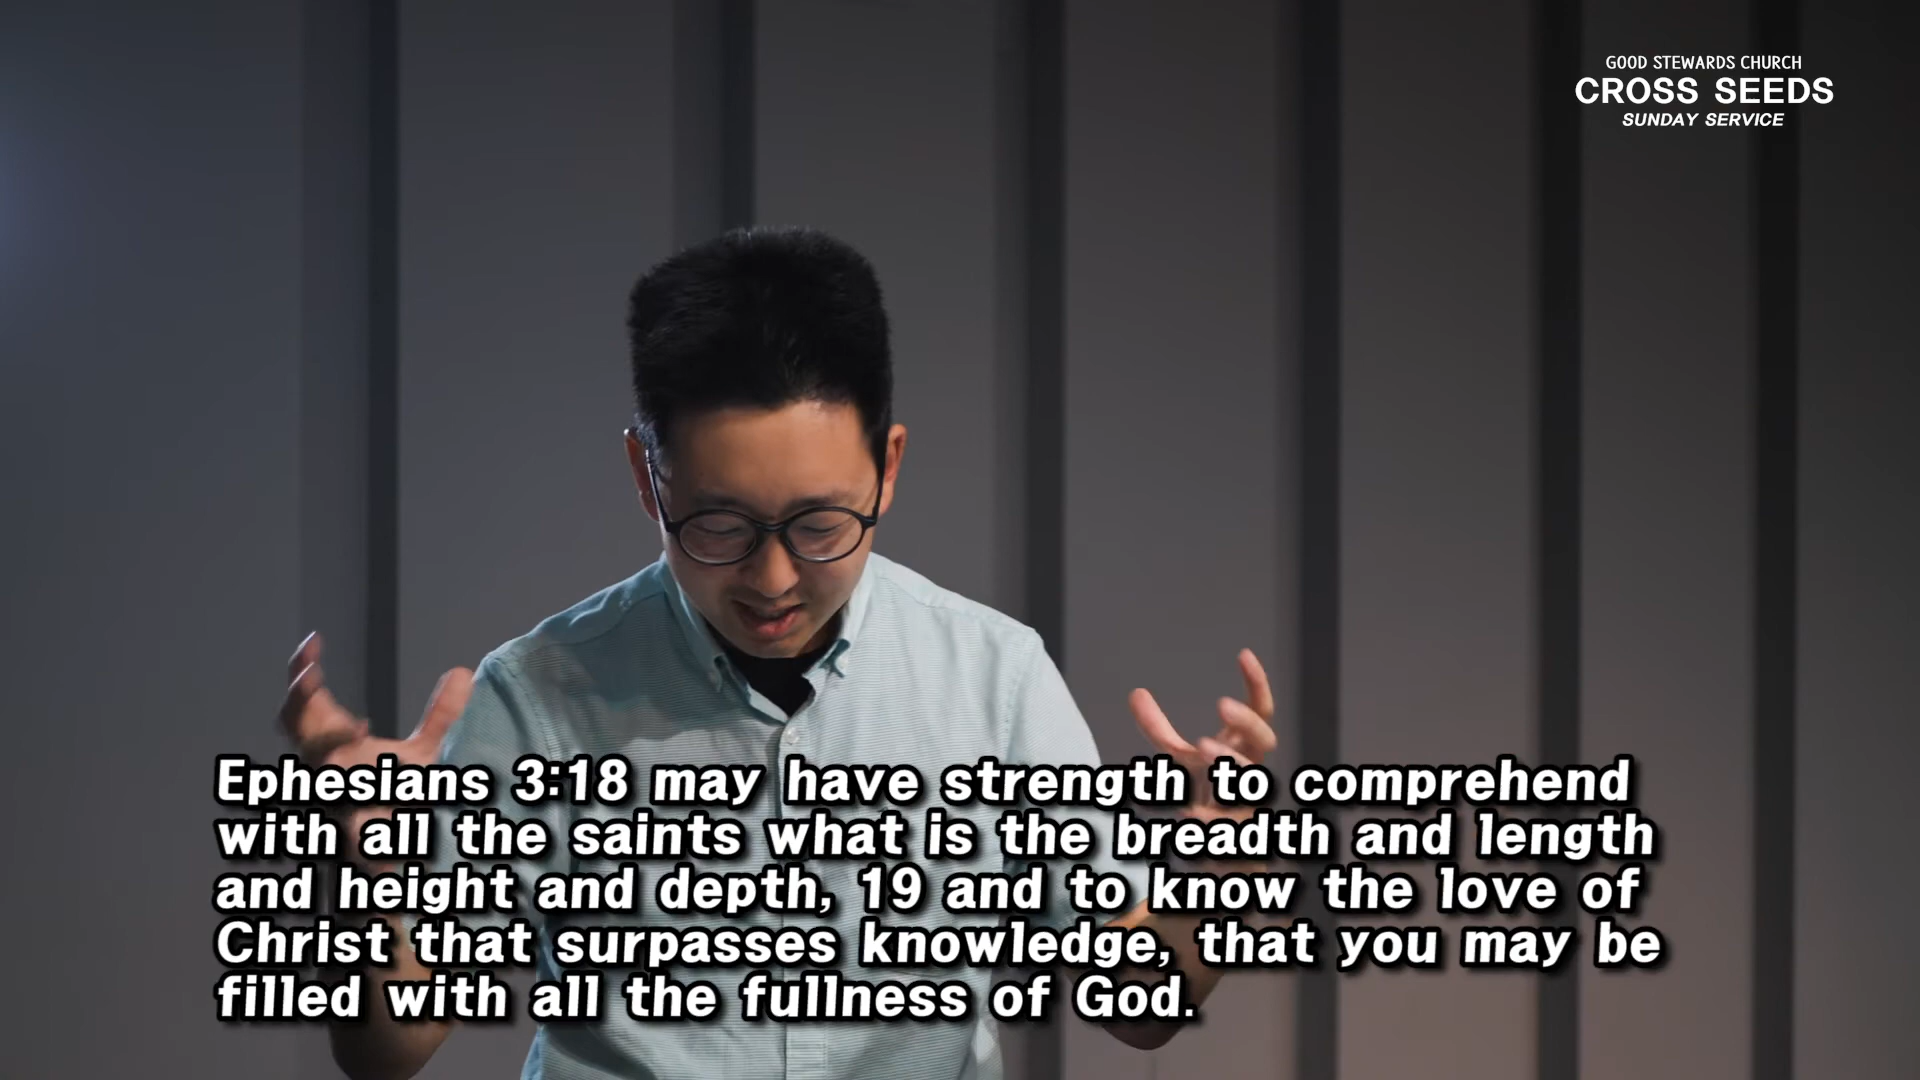 GOOD STEWARDS CHURCH
CROSS SEEDS
SUNDAY SERVICE
Ephesians 3:18 may have strength to comprehend
with all the saints what is the breadth and length
and height and depth, 19 and to know the love of
Christ that surpasses knowledge, that you may be
filled with all the fullness of God.